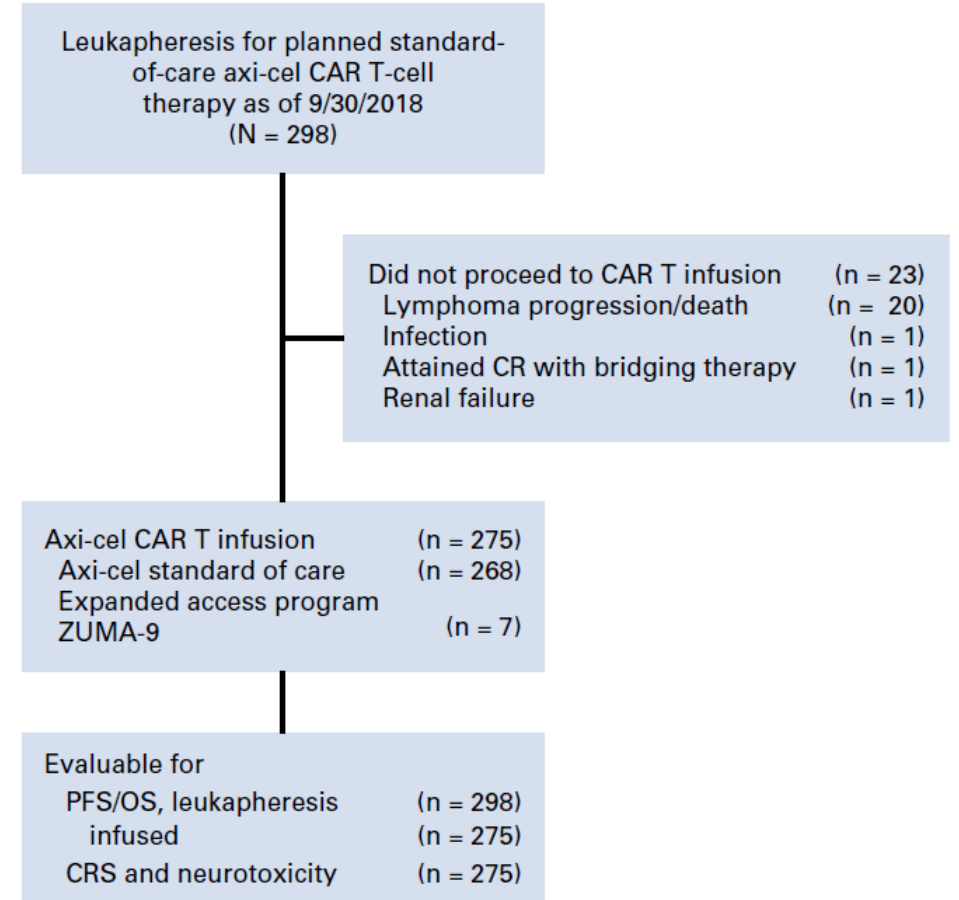 Leukapheresis for planned standard-
of-care axi-cel CAR T-cell
therapy as of 9/30/2018
(N = 298)
Did not proceed to CAR T infusion (n = 23)
Lymphoma progression/death (n = 20)
Infection (n = 1)
Attained CR with bridging therapy (n = 1)
Renal failure (n = 1)
Axi-cel CAR T infusion (n = 275)
Axi-cel standard of care (n = 268)
Expanded access program
ZUMA-9 (n = 7)
Evaluable for
PFS/OS, leukapheresis (n = 298)
infused (n = 275)
CRS and neurotoxicity (n = 275)